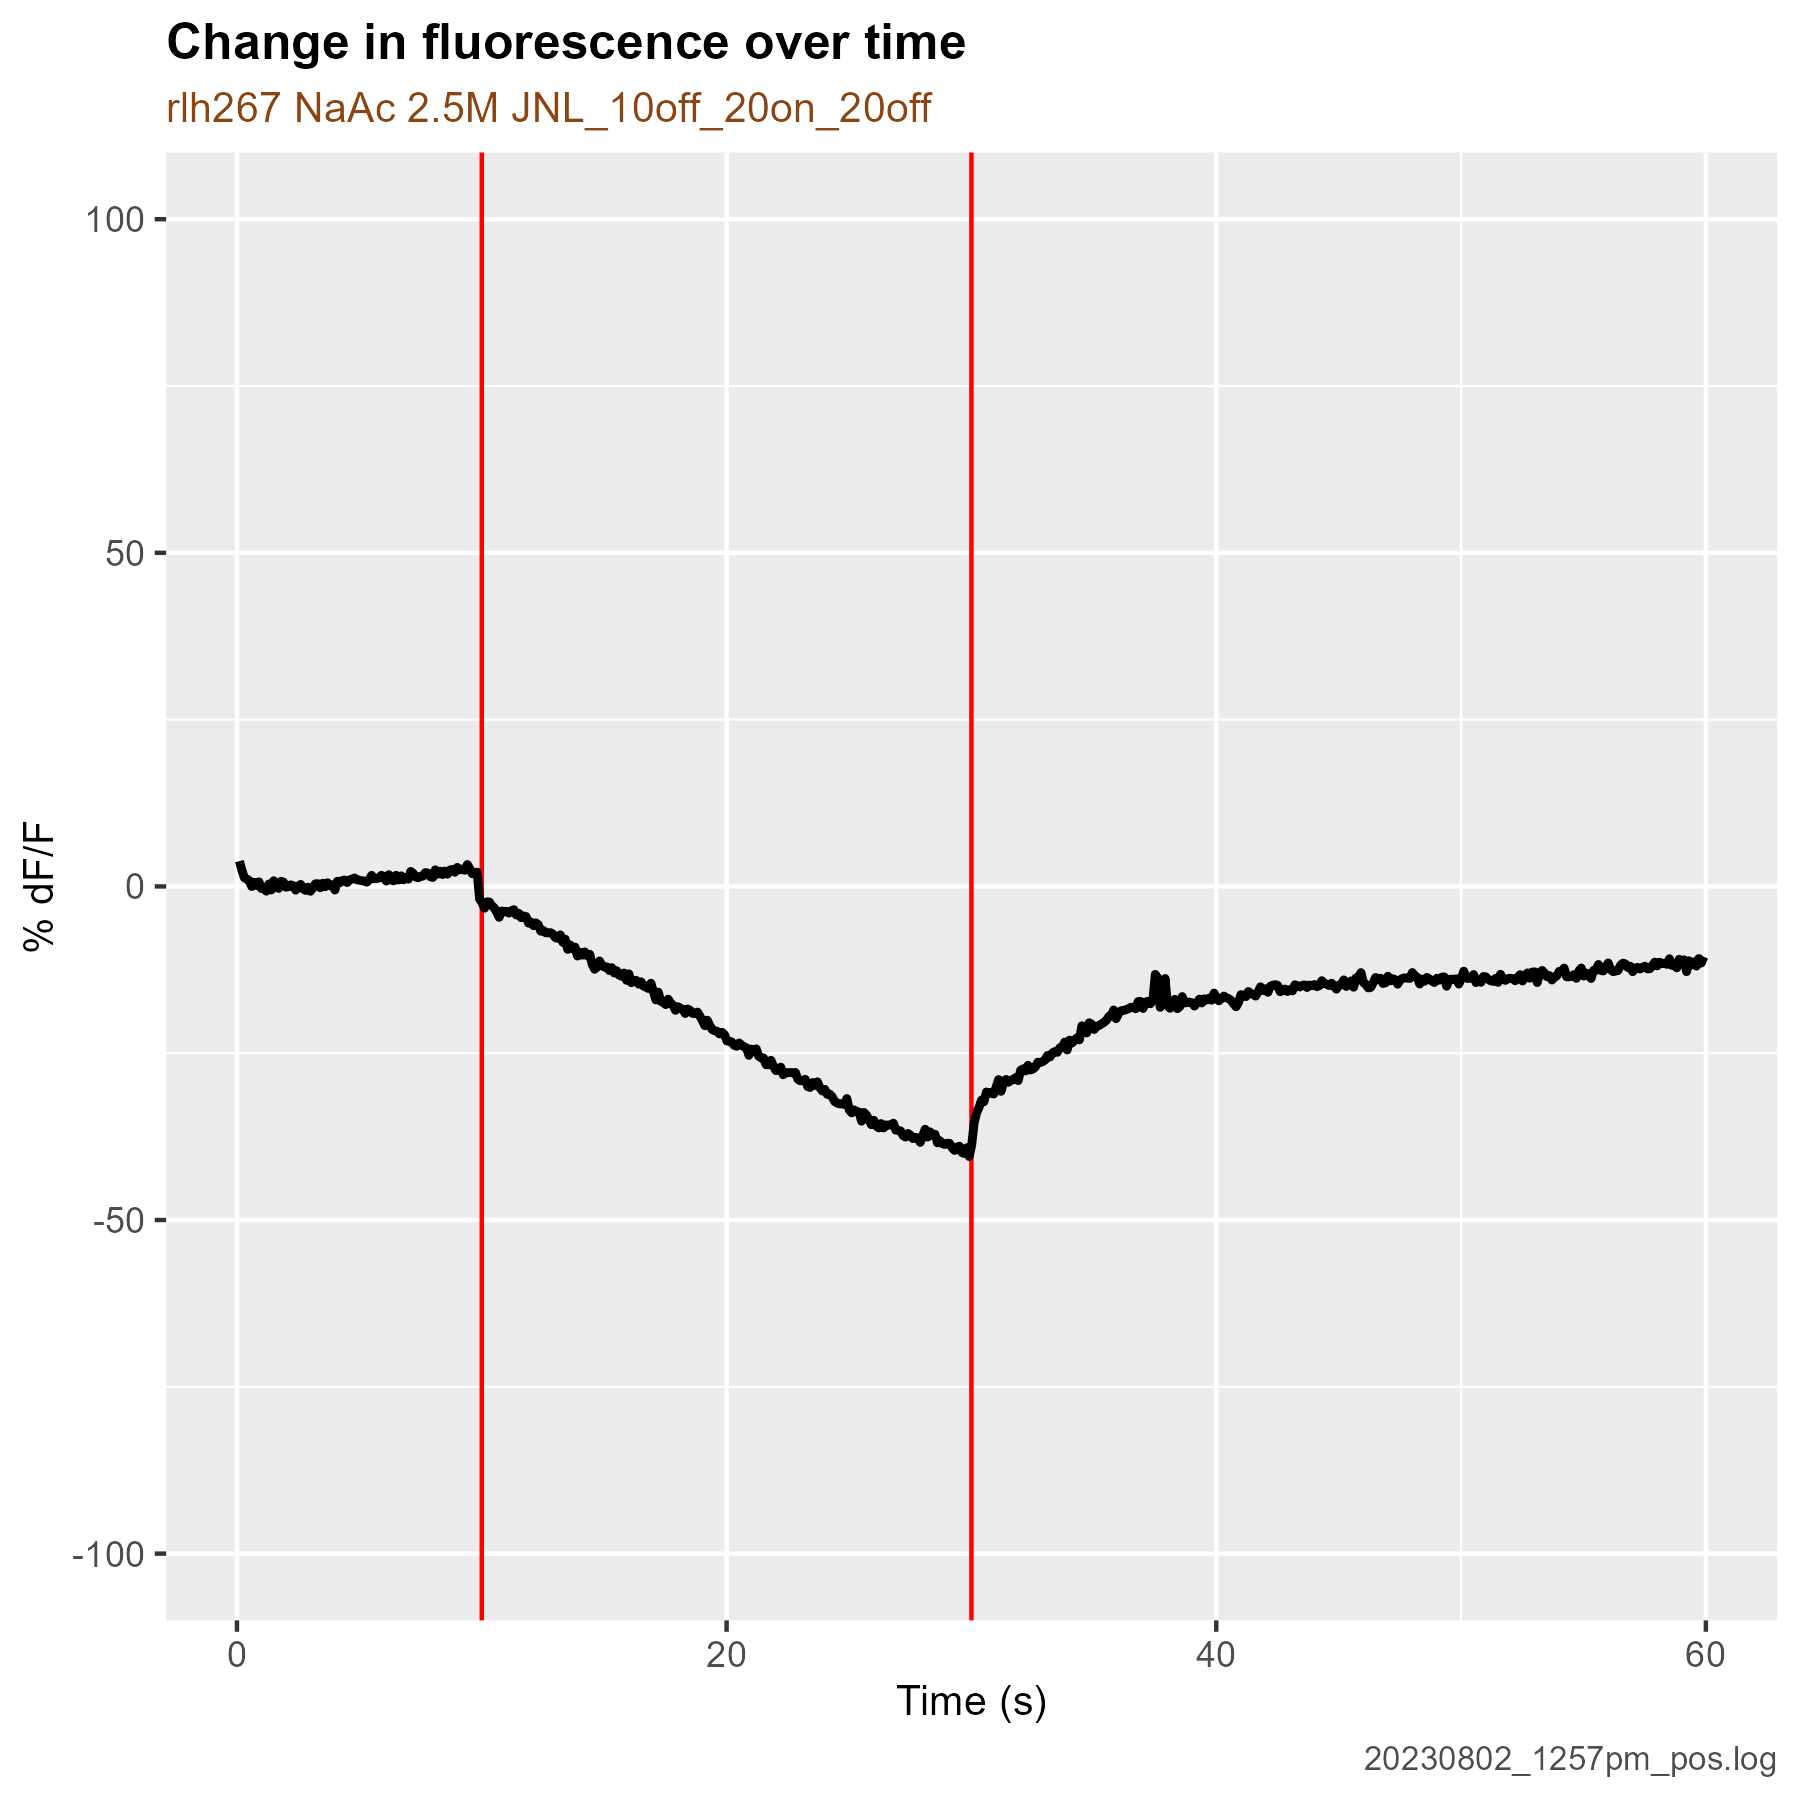 Change in fluorescence over time
rlh267 NaAc 2.5M JNL_10off_20on_20off
100
50
0
-50
-100
% dF/F
0 20 40 60
Time (s)
20230802_1257pm_pos.log